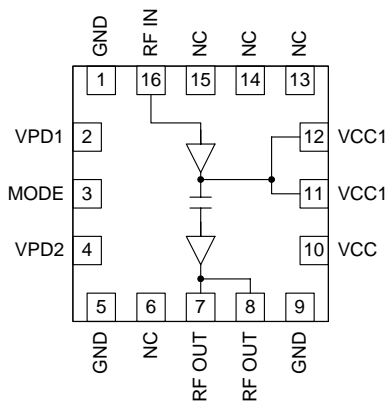 GND
RF IN
NC
NC
NC
1
16
15
14
13
VPD1
2
12
VCC1
MODE
3
11
VCC1
VPD2
4
10
VCC
5
6
7
8
9
GND
NC
RF OUT
RF OUT
GND